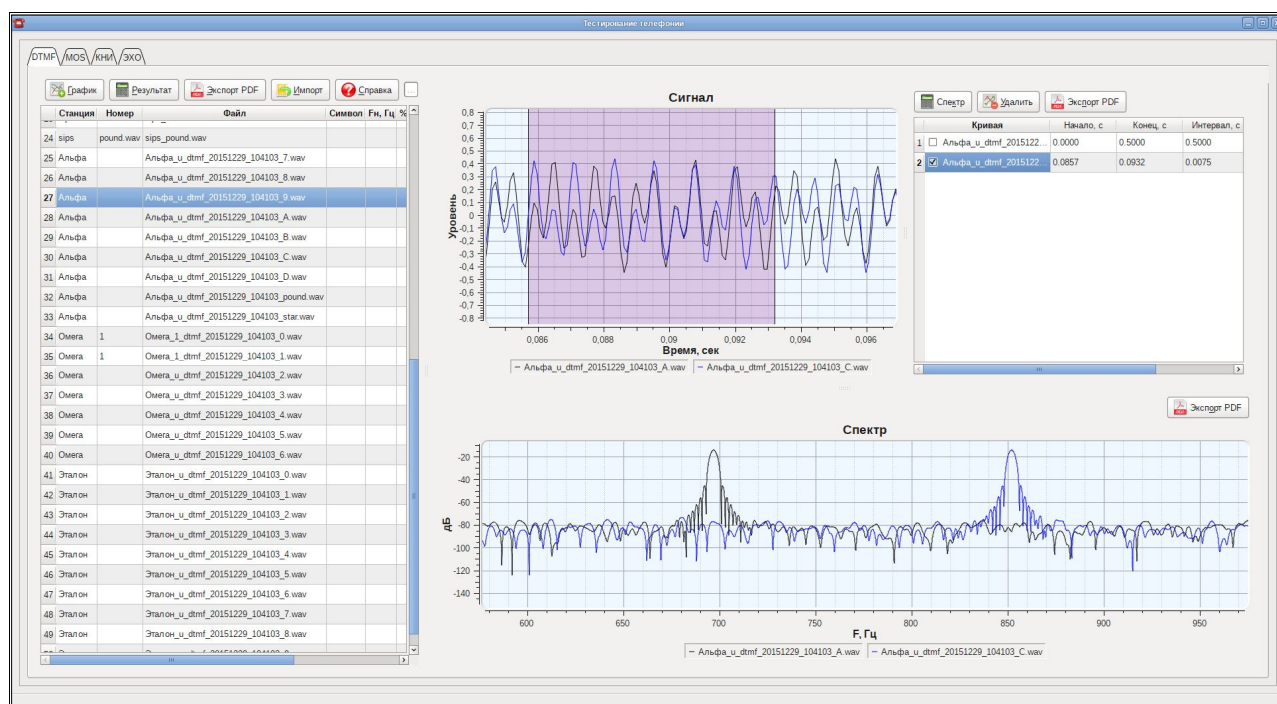 Тестирование телефонии
DTMF MOS КНИ ЭХО
График Результат Экспорт PDF Импорт Справка ...
Станция Номер Файл Символ Fн, Гц %
24 sips pound.wav sips_pound.wav
25 Альфа Альфа_u_dtmf_20151229_104103_7.wav
26 Альфа Альфа_u_dtmf_20151229_104103_8.wav
27 Альфа Альфа_u_dtmf_20151229_104103_9.wav
28 Альфа Альфа_u_dtmf_20151229_104103_A.wav
29 Альфа Альфа_u_dtmf_20151229_104103_B.wav
30 Альфа Альфа_u_dtmf_20151229_104103_C.wav
31 Альфа Альфа_u_dtmf_20151229_104103_D.wav
32 Альфа Альфа_u_dtmf_20151229_104103_pound.wav
33 Альфа Альфа_u_dtmf_20151229_104103_star.wav
34 Омега 1 Омега_1_dtmf_20151229_104103_0.wav
35 Омега 1 Омега_1_dtmf_20151229_104103_1.wav
36 Омега Омега_u_dtmf_20151229_104103_2.wav
37 Омега Омега_u_dtmf_20151229_104103_3.wav
38 Омега Омега_u_dtmf_20151229_104103_4.wav
39 Омега Омега_u_dtmf_20151229_104103_5.wav
40 Омега Омега_u_dtmf_20151229_104103_6.wav
41 Эталон Эталон_u_dtmf_20151229_104103_0.wav
42 Эталон Эталон_u_dtmf_20151229_104103_1.wav
43 Эталон Эталон_u_dtmf_20151229_104103_2.wav
44 Эталон Эталон_u_dtmf_20151229_104103_3.wav
45 Эталон Эталон_u_dtmf_20151229_104103_4.wav
46 Эталон Эталон_u_dtmf_20151229_104103_5.wav
47 Эталон Эталон_u_dtmf_20151229_104103_6.wav
48 Эталон Эталон_u_dtmf_20151229_104103_7.wav
49 Эталон Эталон_u_dtmf_20151229_104103_8.wav
Сигнал
Уровень
0,8
0,7
0,6
0,5
0,4
0,3
0,2
0,1
0
-0,1
-0,2
-0,3
-0,4
-0,5
-0,6
-0,7
-0,8
0,086 0,088 0,09 0,092 0,094 0,096
Время, сек
Альфа_u_dtmf_20151229_104103_A.wav Альфа_u_dtmf_20151229_104103_C.wav
Спектр Удалить Экспорт PDF
Кривая Начало, с Конец, с Интервал, с
1 Альфа_u_dtmf_2015122... 0.0000 0.5000 0.5000
2 Альфа_u_dtmf_2015122... 0.0857 0.0932 0.0075
Экспорт PDF
Спектр
дБ
-20
-40
-60
-80
-100
-120
-140
600 650 700 750 800 850 900 950
F, Гц
Альфа_u_dtmf_20151229_104103_A.wav Альфа_u_dtmf_20151229_104103_C.wav